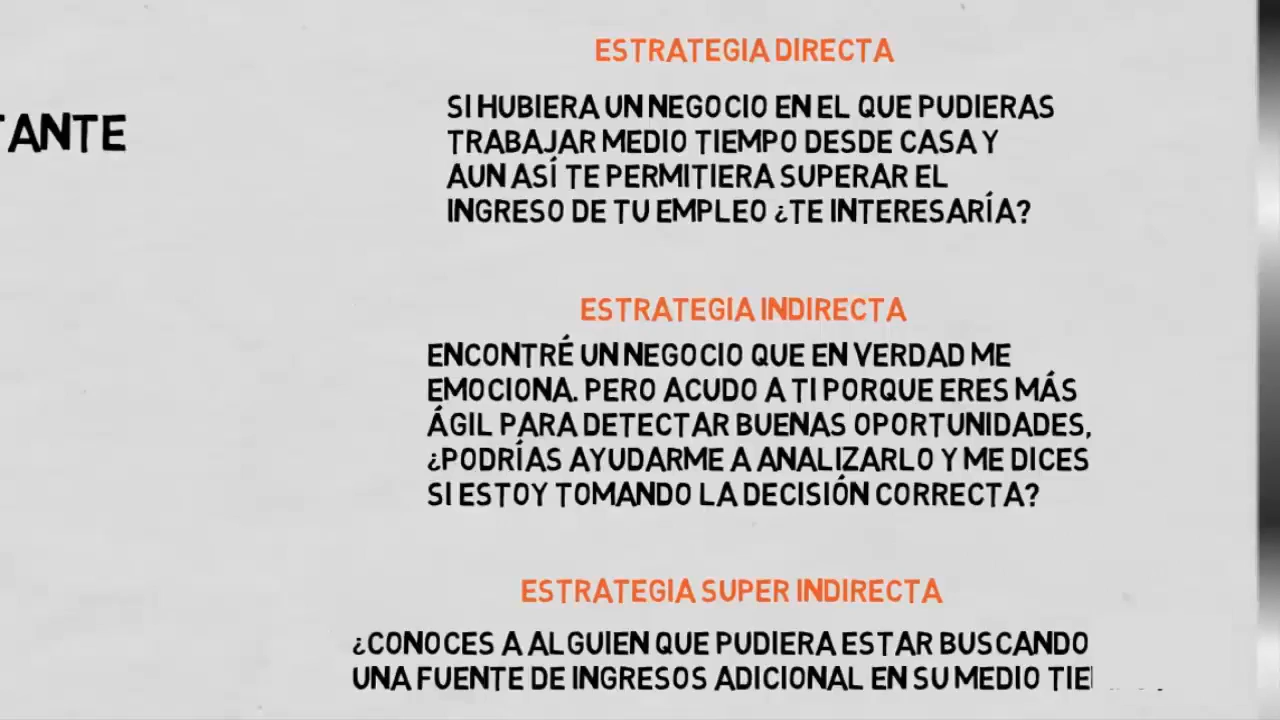 TANTE
ESTRATEGIA DIRECTA
SI HUBIERA UN NEGOCIO EN EL QUE PUDIERAS
TRABAJAR MEDIO TIEMPO DESDE CASA Y
AUN ASÍ TE PERMITIERA SUPERAR EL
INGRESO DE TU EMPLEO ¿TE INTERESARÍA?
ESTRATEGIA INDIRECTA
ENCONTRÉ UN NEGOCIO QUE EN VERDAD ME
EMOCIONA. PERO ACUDO A TI PORQUE ERES MÁS
ÁGIL PARA DETECTAR BUENAS OPORTUNIDADES,
¿PODRÍAS AYUDARME A ANALIZARLO Y ME DICES
SI ESTOY TOMANDO LA DECISIÓN CORRECTA?
ESTRATEGIA SUPER INDIRECTA
¿CONOCES A ALGUIEN QUE PUDIERA ESTAR BUSCANDO
UNA FUENTE DE INGRESOS ADICIONAL EN SU MEDIO